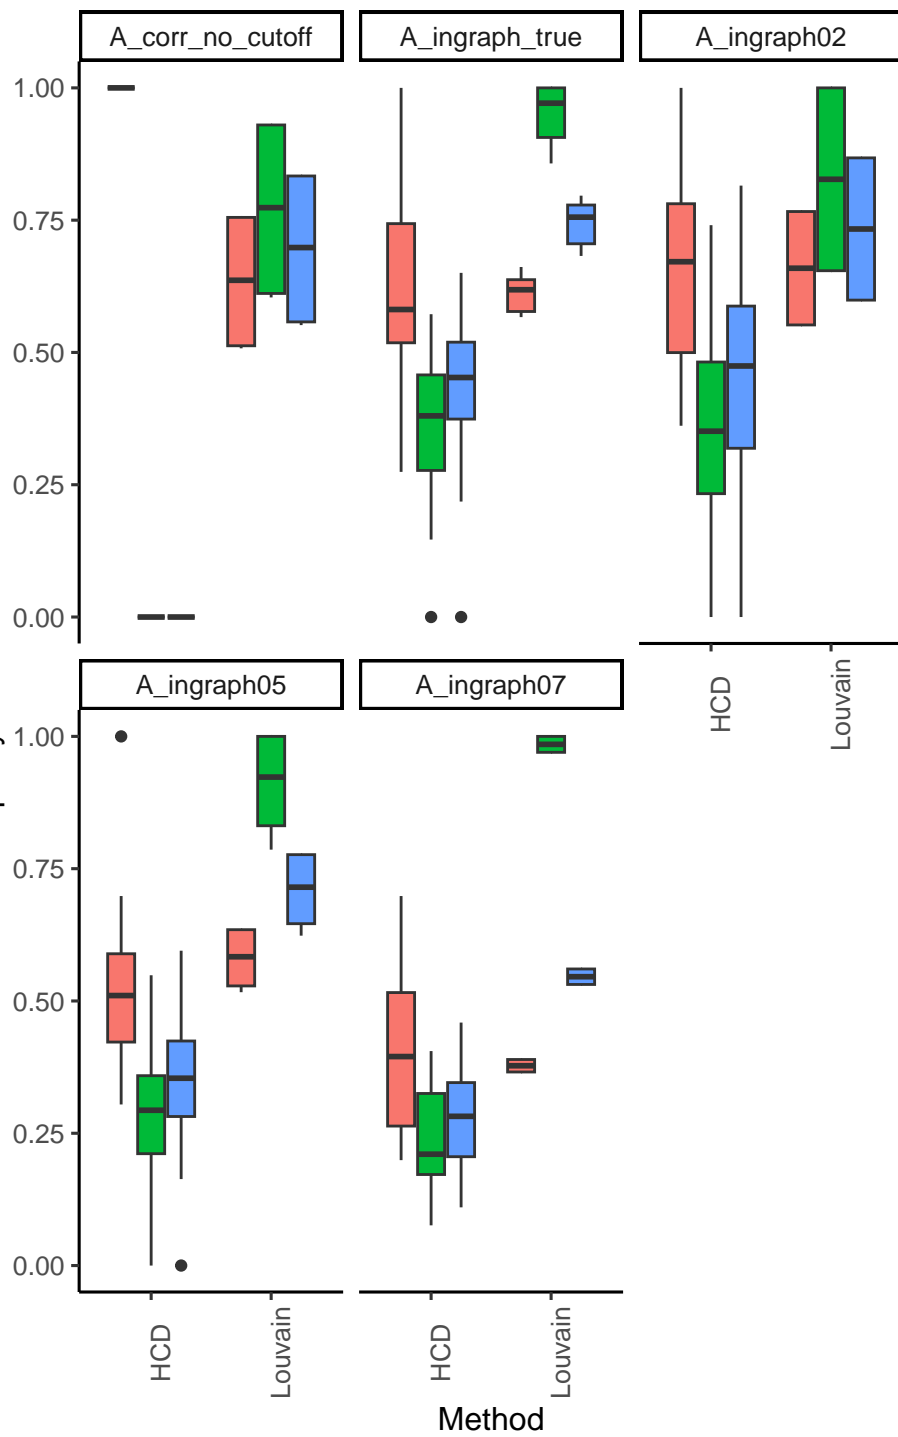 A_corr_no_cutoff A_ingraph_true A_ingraph02
1.00
0.75
0.50
0.25
0.00
HCD Louvain
A_ingraph05 A_ingraph07
1.00
0.75
0.50
0.25
0.00
HCD Louvain HCD Louvain
Method